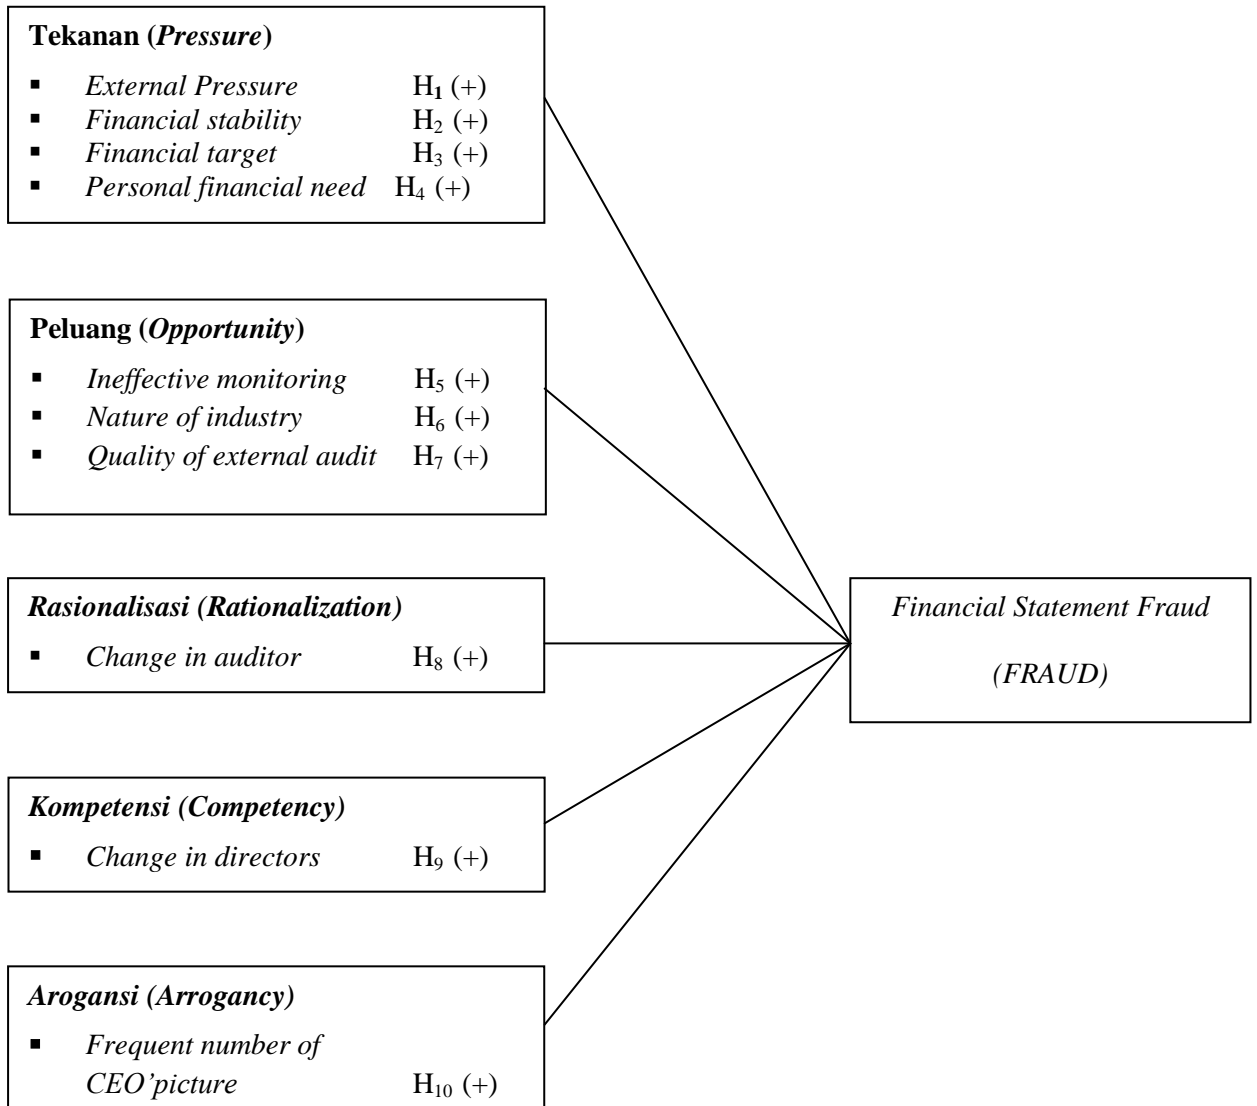 Tekanan (Pressure)
▪ External Pressure H₁ (+)
▪ Financial stability H₂ (+)
▪ Financial target H₃ (+)
▪ Personal financial need H₄ (+)
Peluang (Opportunity)
▪ Ineffective monitoring H₅ (+)
▪ Nature of industry H₆ (+)
▪ Quality of external audit H₇ (+)
Rasionalisasi (Rationalization)
▪ Change in auditor H₈ (+)
Kompetensi (Competency)
▪ Change in directors H₉ (+)
Arogansi (Arrogancy)
▪ Frequent number of
CEO'picture H₁₀ (+)
Financial Statement Fraud
(FRAUD)